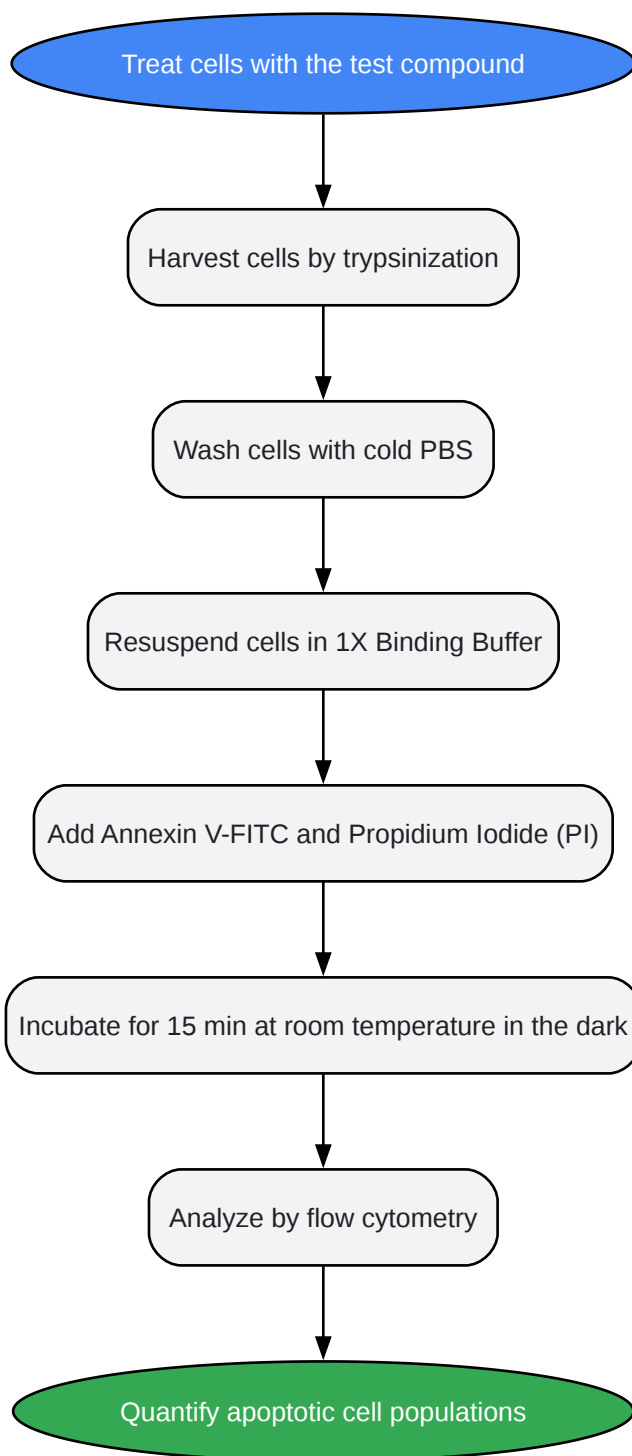 Treat cells with the test compound
Harvest cells by trypsinization
Wash cells with cold PBS
Resuspend cells in 1X Binding Buffer
Add Annexin V-FITC and Propidium Iodide (PI)
Incubate for 15 min at room temperature in the dark
Analyze by flow cytometry
Quantify apoptotic cell populations